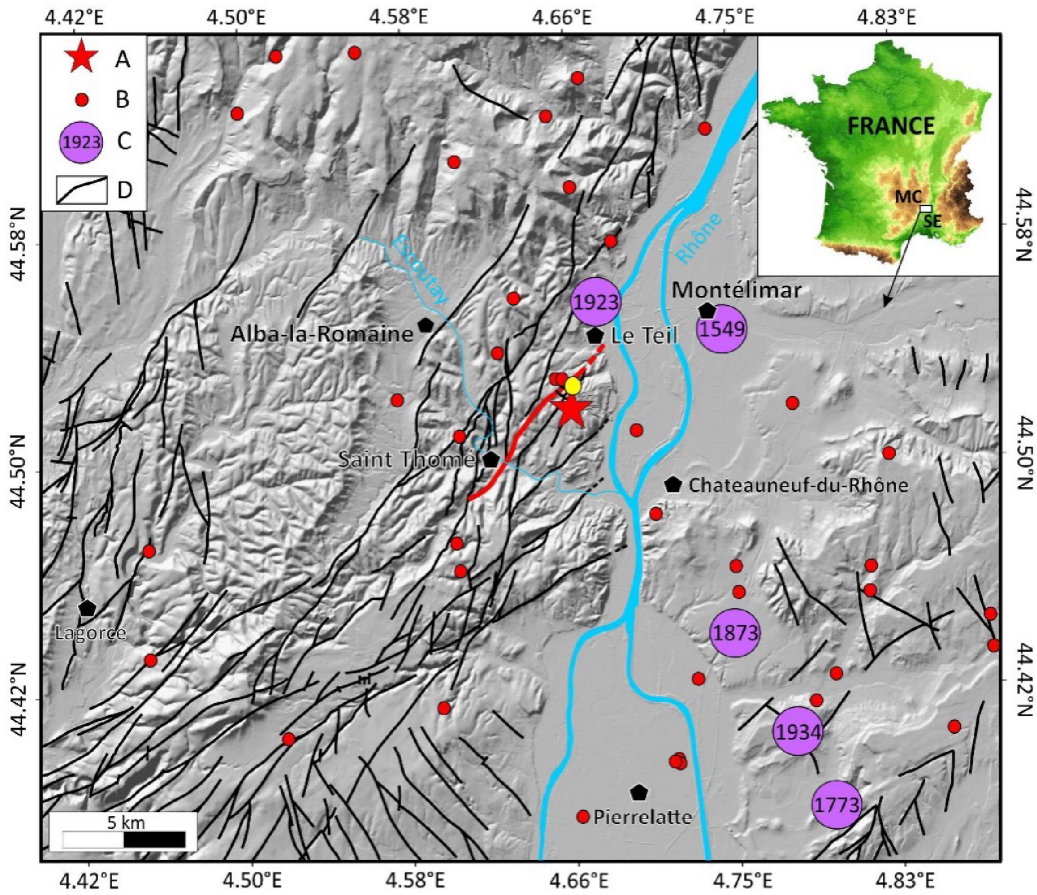 4.42°E 4.50°E 4.58°E 4.66°E 4.75°E 4.83°E
A
B
1923 C
D
FRANCE
MC
SE
44.58°N
44.58°N
Escoutay
Rhône
1923
Montélimar
1549
Alba-la-Romaine
Le Teil
44.50°N
44.50°N
Saint Thomé
Chateauneuf-du-Rhône
Lagorce
1873
44.42°N
44.42°N
1934
1773
Pierrelatte
5 km
4.42°E 4.50°E 4.58°E 4.66°E 4.75°E 4.83°E